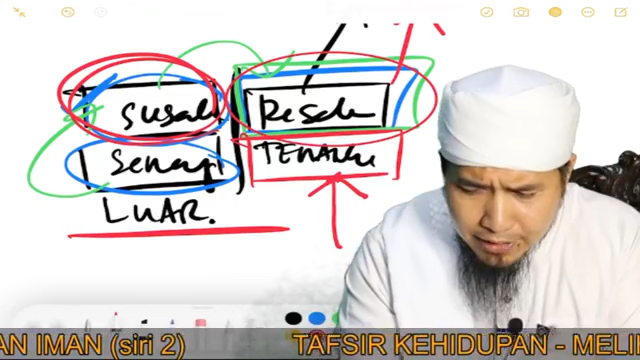 Susah Resah
Senang TENANG
LUAR.
AN IMAN (siri 2) TAFSIR KEHIDUPAN - MELI